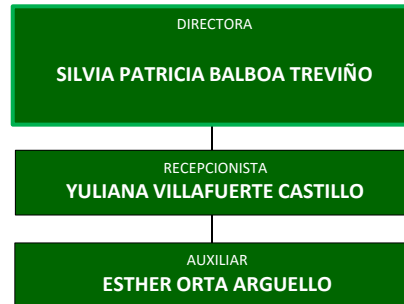 DIRECTORA
SILVIA PATRICIA BALBOA TREVIÑO
RECEPCIONISTA
YULIANA VILLAFUERTE CASTILLO
AUXILIAR
ESTHER ORTA ARGUELLO